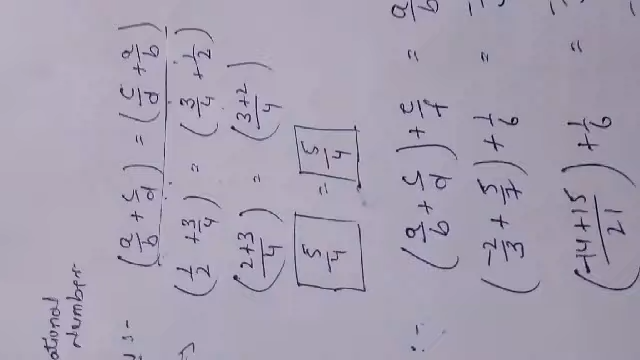 ational
Number
(a/b + c/d) = (c/d + a/b)
(1/2 + 3/4) = (3/4 + 1/2)
(2+3/4) = (3+2/4)
5/4 = 5/4
:-
(a/b + c/d) + e/f = a/b
(-2/3 + 5/7) + 1/6 =
(-14+15/21) + 1/6 =